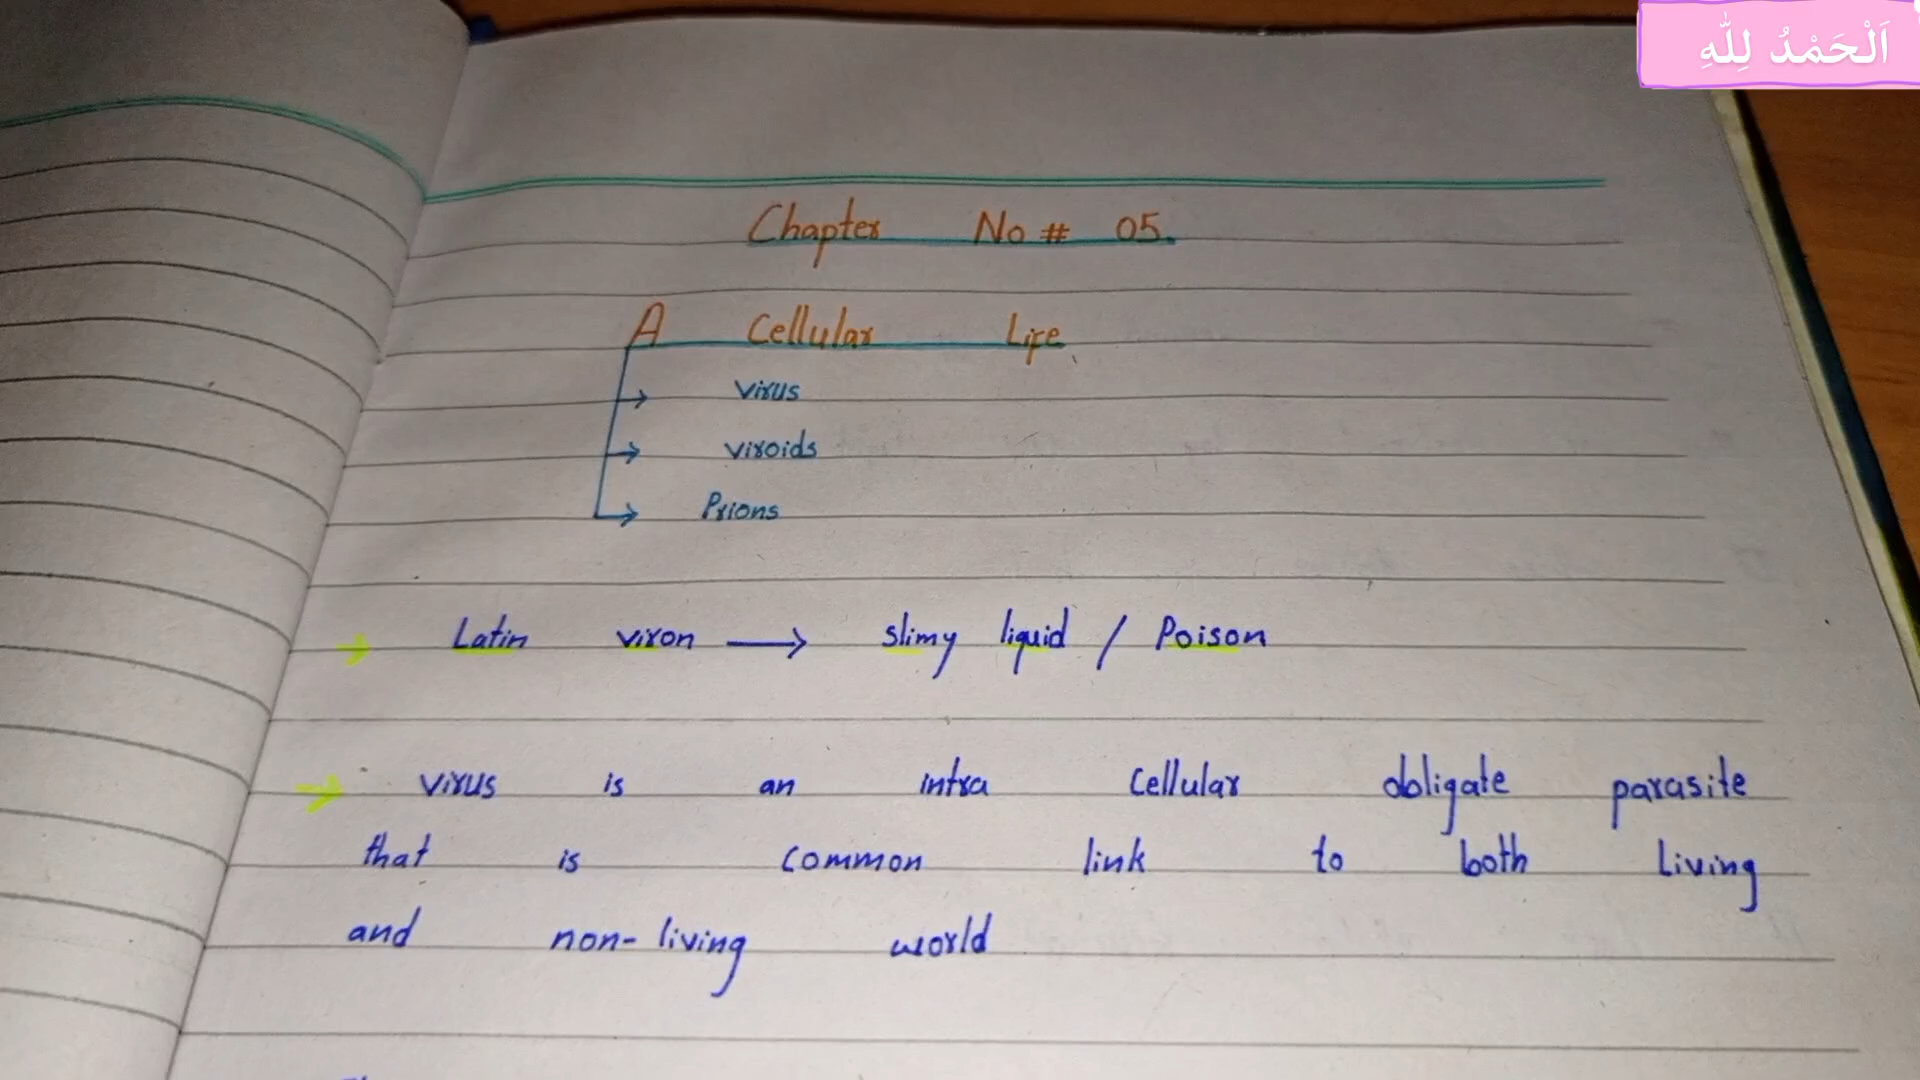 اَلْحَمْدُ لِلّٰهِ
Chapter No # 05.
A Cellular Life
→ virus
→ viroids
→ Prions
→ Latin viron → slimy liquid / Poison
→ virus is an intra cellular obligate parasite
that is common link to both living
and non-living world